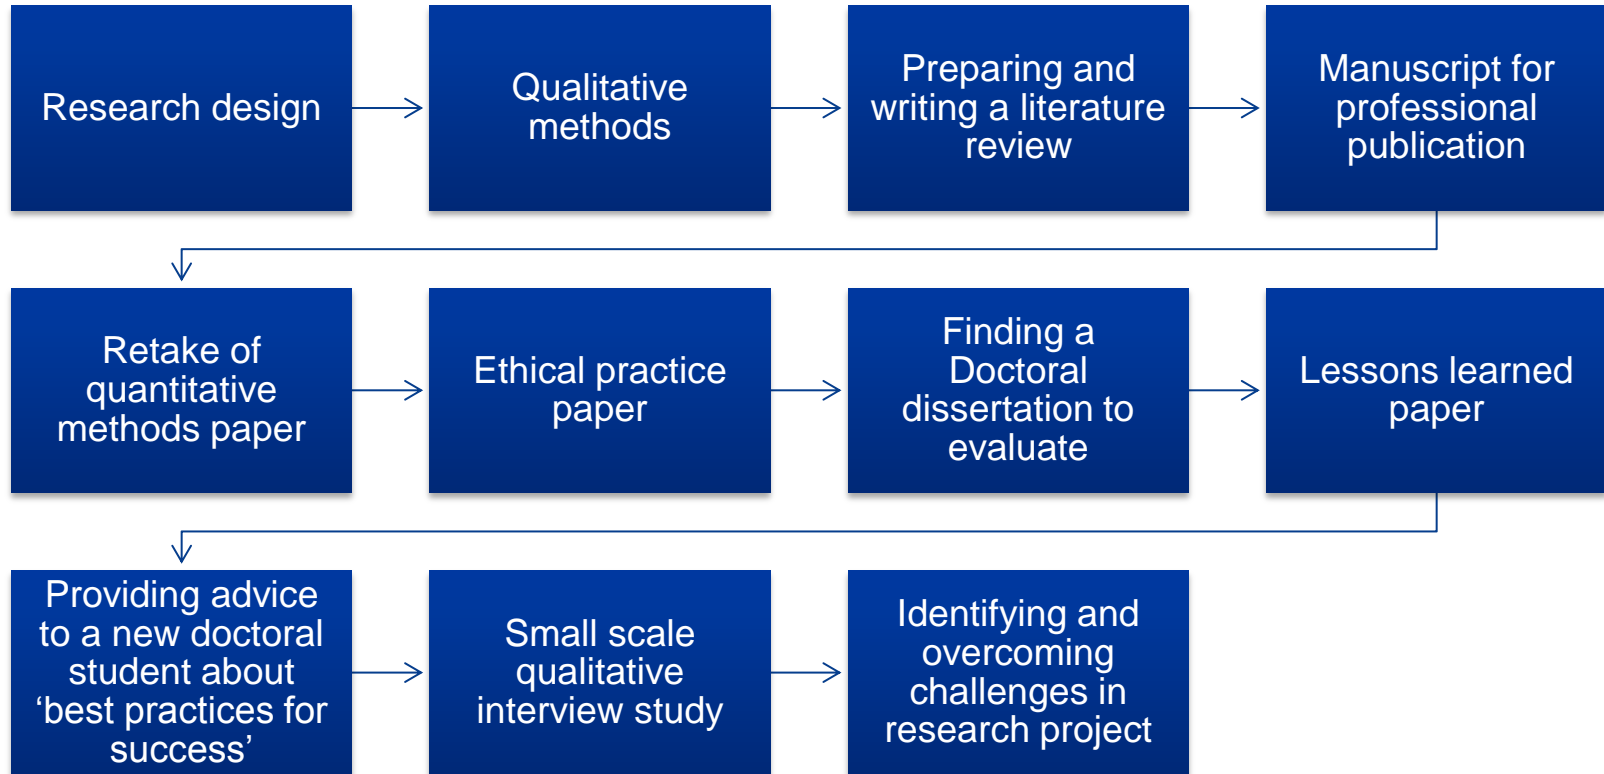 Research design
Qualitative
methods
Preparing and
writing a literature
review
Manuscript for
professional
publication
Retake of
quantitative
methods paper
Ethical practice
paper
Finding a
Doctoral
dissertation to
evaluate
Lessons learned
paper
Providing advice
to a new doctoral
student about
‘best practices for
success’
Small scale
qualitative
interview study
Identifying and
overcoming
challenges in
research project